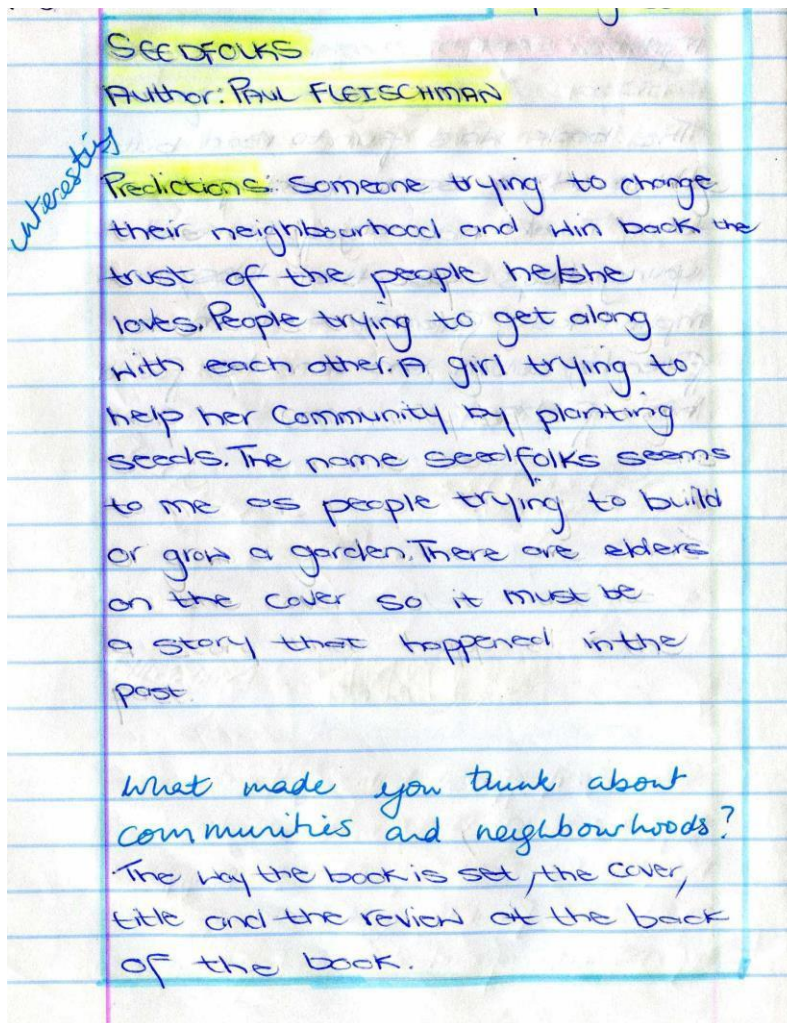 SEEDFOLKS
Author: PAUL FLEISCHMAN
interesting
Predictions: Someone trying to change
their neighbourhood and win back the
trust of the people he/she
loves. People trying to get along
with each other. A girl trying to
help her community by planting
seeds. The name seedfolks seems
to me as people trying to build
or grow a garden. There are elders
on the cover so it must be
a story that happened in the
past.
What made you think about
communities and neighbourhoods?
The way the book is set, the cover,
title and the review at the back
of the book.